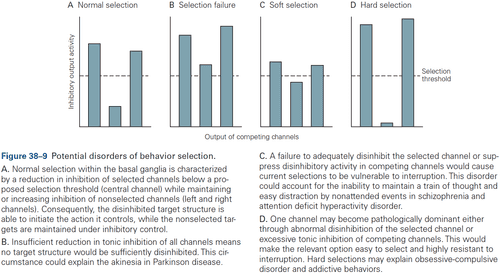 A Normal selection
B Selection failure
C Soft selection
D Hard selection
Inhibitory output activity
Selection
threshold
Output of competing channels
Figure 38–9 Potential disorders of behavior selection.
A. Normal selection within the basal ganglia is characterized
by a reduction in inhibition of selected channels below a pro-
posed selection threshold (central channel) while maintaining
or increasing inhibition of nonselected channels (left and right
channels). Consequently, the disinhibited target structure is
able to initiate the action it controls, while the nonselected tar-
gets are maintained under inhibitory control.
B. Insufficient reduction in tonic inhibition of all channels means
no target structure would be sufficiently disinhibited. This cir-
cumstance could explain the akinesia in Parkinson disease.
C. A failure to adequately disinhibit the selected channel or sup-
press disinhibitory activity in competing channels would cause
current selections to be vulnerable to interruption. This disorder
could account for the inability to maintain a train of thought and
easy distraction by nonattended events in schizophrenia and
attention deficit hyperactivity disorder.
D. One channel may become pathologically dominant either
through abnormal disinhibition of the selected channel or
excessive tonic inhibition of competing channels. This would
make the relevant option easy to select and highly resistant to
interruption. Hard selections may explain obsessive-compulsive
disorder and addictive behaviors.